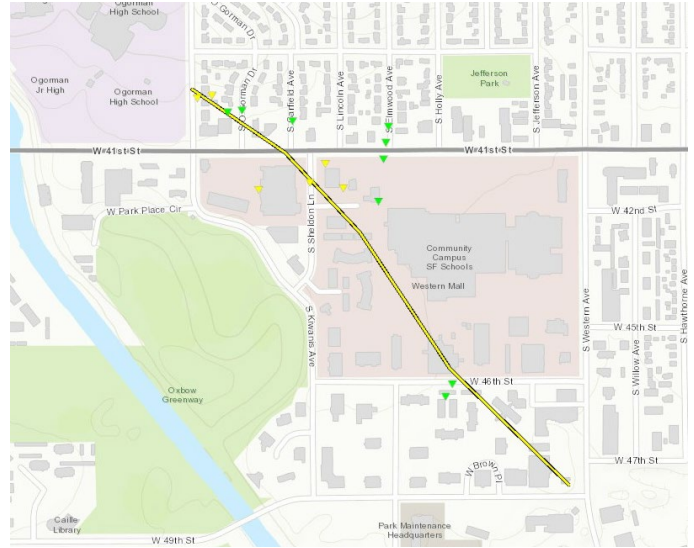 Ogorman
High School
Ogorman
Jr High
Ogorman
High School
S Garfield Ave
S Lincoln Ave
S Elmwood Ave
S Holly Ave
Jefferson
Park
S Jefferson Ave
W 41st St
W 41st St
W Park Place Cir
S Sheldon Ln
W 42nd St
Community
Campus
SF Schools
Western Mall
S Kiwanis Ave
S Western Ave
W 45th St
S Willow Ave
S Hawthorne Ave
W 46th St
Oxbow
Greenway
W Brown Pl
W 47th St
Caille
Library
W 49th St
Park Maintenance
Headquarters